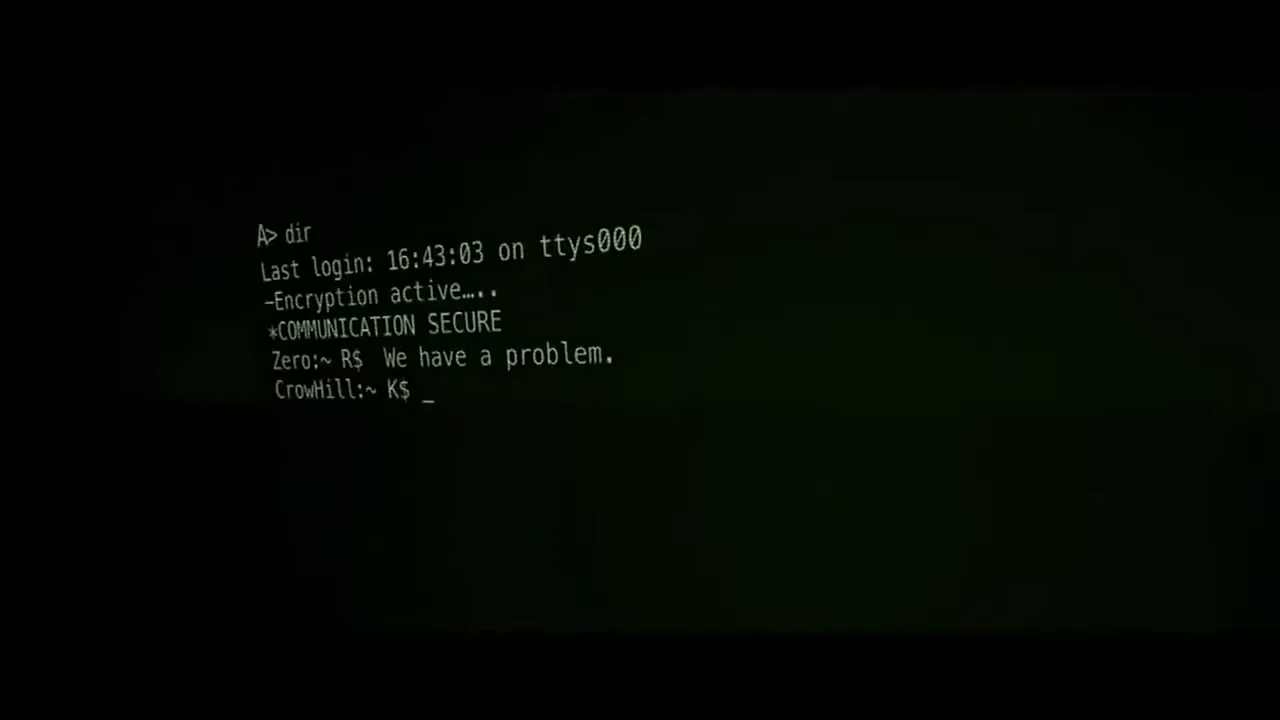 A> dir
Last login: 16:43:03 on ttys000
-Encryption active…..
*COMMUNICATION SECURE
Zero:~ R$  We have a problem.
CrowHill:~ K$ _